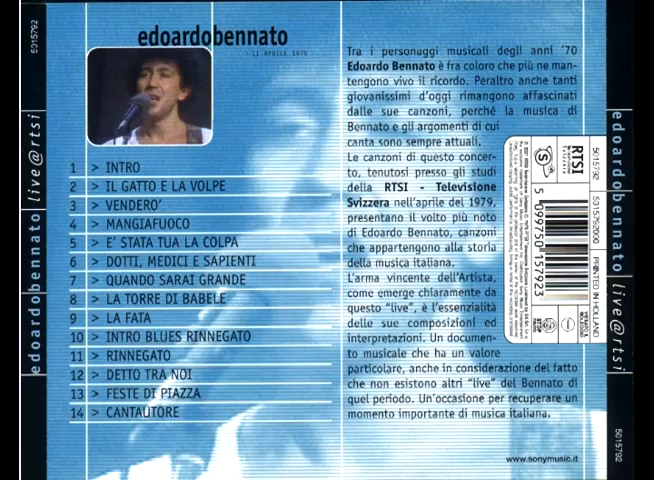 edoardobennato
- 11 APRILE 1979 -
1 > INTRO
2 > IL GATTO E LA VOLPE
3 > VENDERO'
4 > MANGIAFUOCO
5 > E' STATA TUA LA COLPA
6 > DOTTI, MEDICI E SAPIENTI
7 > QUANDO SARAI GRANDE
8 > LA TORRE DI BABELE
9 > LA FATA
10 > INTRO BLUES RINNEGATO
11 > RINNEGATO
12 > DETTO TRA NOI
13 > FESTE DI PIAZZA
14 > CANTAUTORE
Tra i personaggi musicali degli anni '70
Edoardo Bennato è fra coloro che più ne man-
tengono vivo il ricordo. Peraltro anche tanti
giovanissimi d'oggi rimangono affascinati
dalle sue canzoni, perché la musica di
Bennato e gli argomenti di cui
canta sono sempre attuali.
Le canzoni di questo concer-
to, tenutosi presso gli studi
della RTSI - Televisione
Svizzera nell'aprile del 1979,
presentano il volto più noto
di Edoardo Bennato, canzoni
che appartengono alla storia
della musica italiana.
L'arma vincente dell'Artista,
come emerge chiaramente da
questo "live", è l'essenzialità
delle sue composizioni ed
interpretazioni. Un documen-
to musicale che ha un valore
particolare, anche in considerazione del fatto
che non esistono altri "live" del Bennato di
quel periodo. Un'occasione per recuperare un
momento importante di musica italiana.
www.sonymusic.it
RTSI
Televisione
Svizzera
5 099750 157923
5015792
5015792000
PRINTED IN HOLLAND
5015792
edoardobennato live@rtsi
edoardobennato live@rtsi
5015792